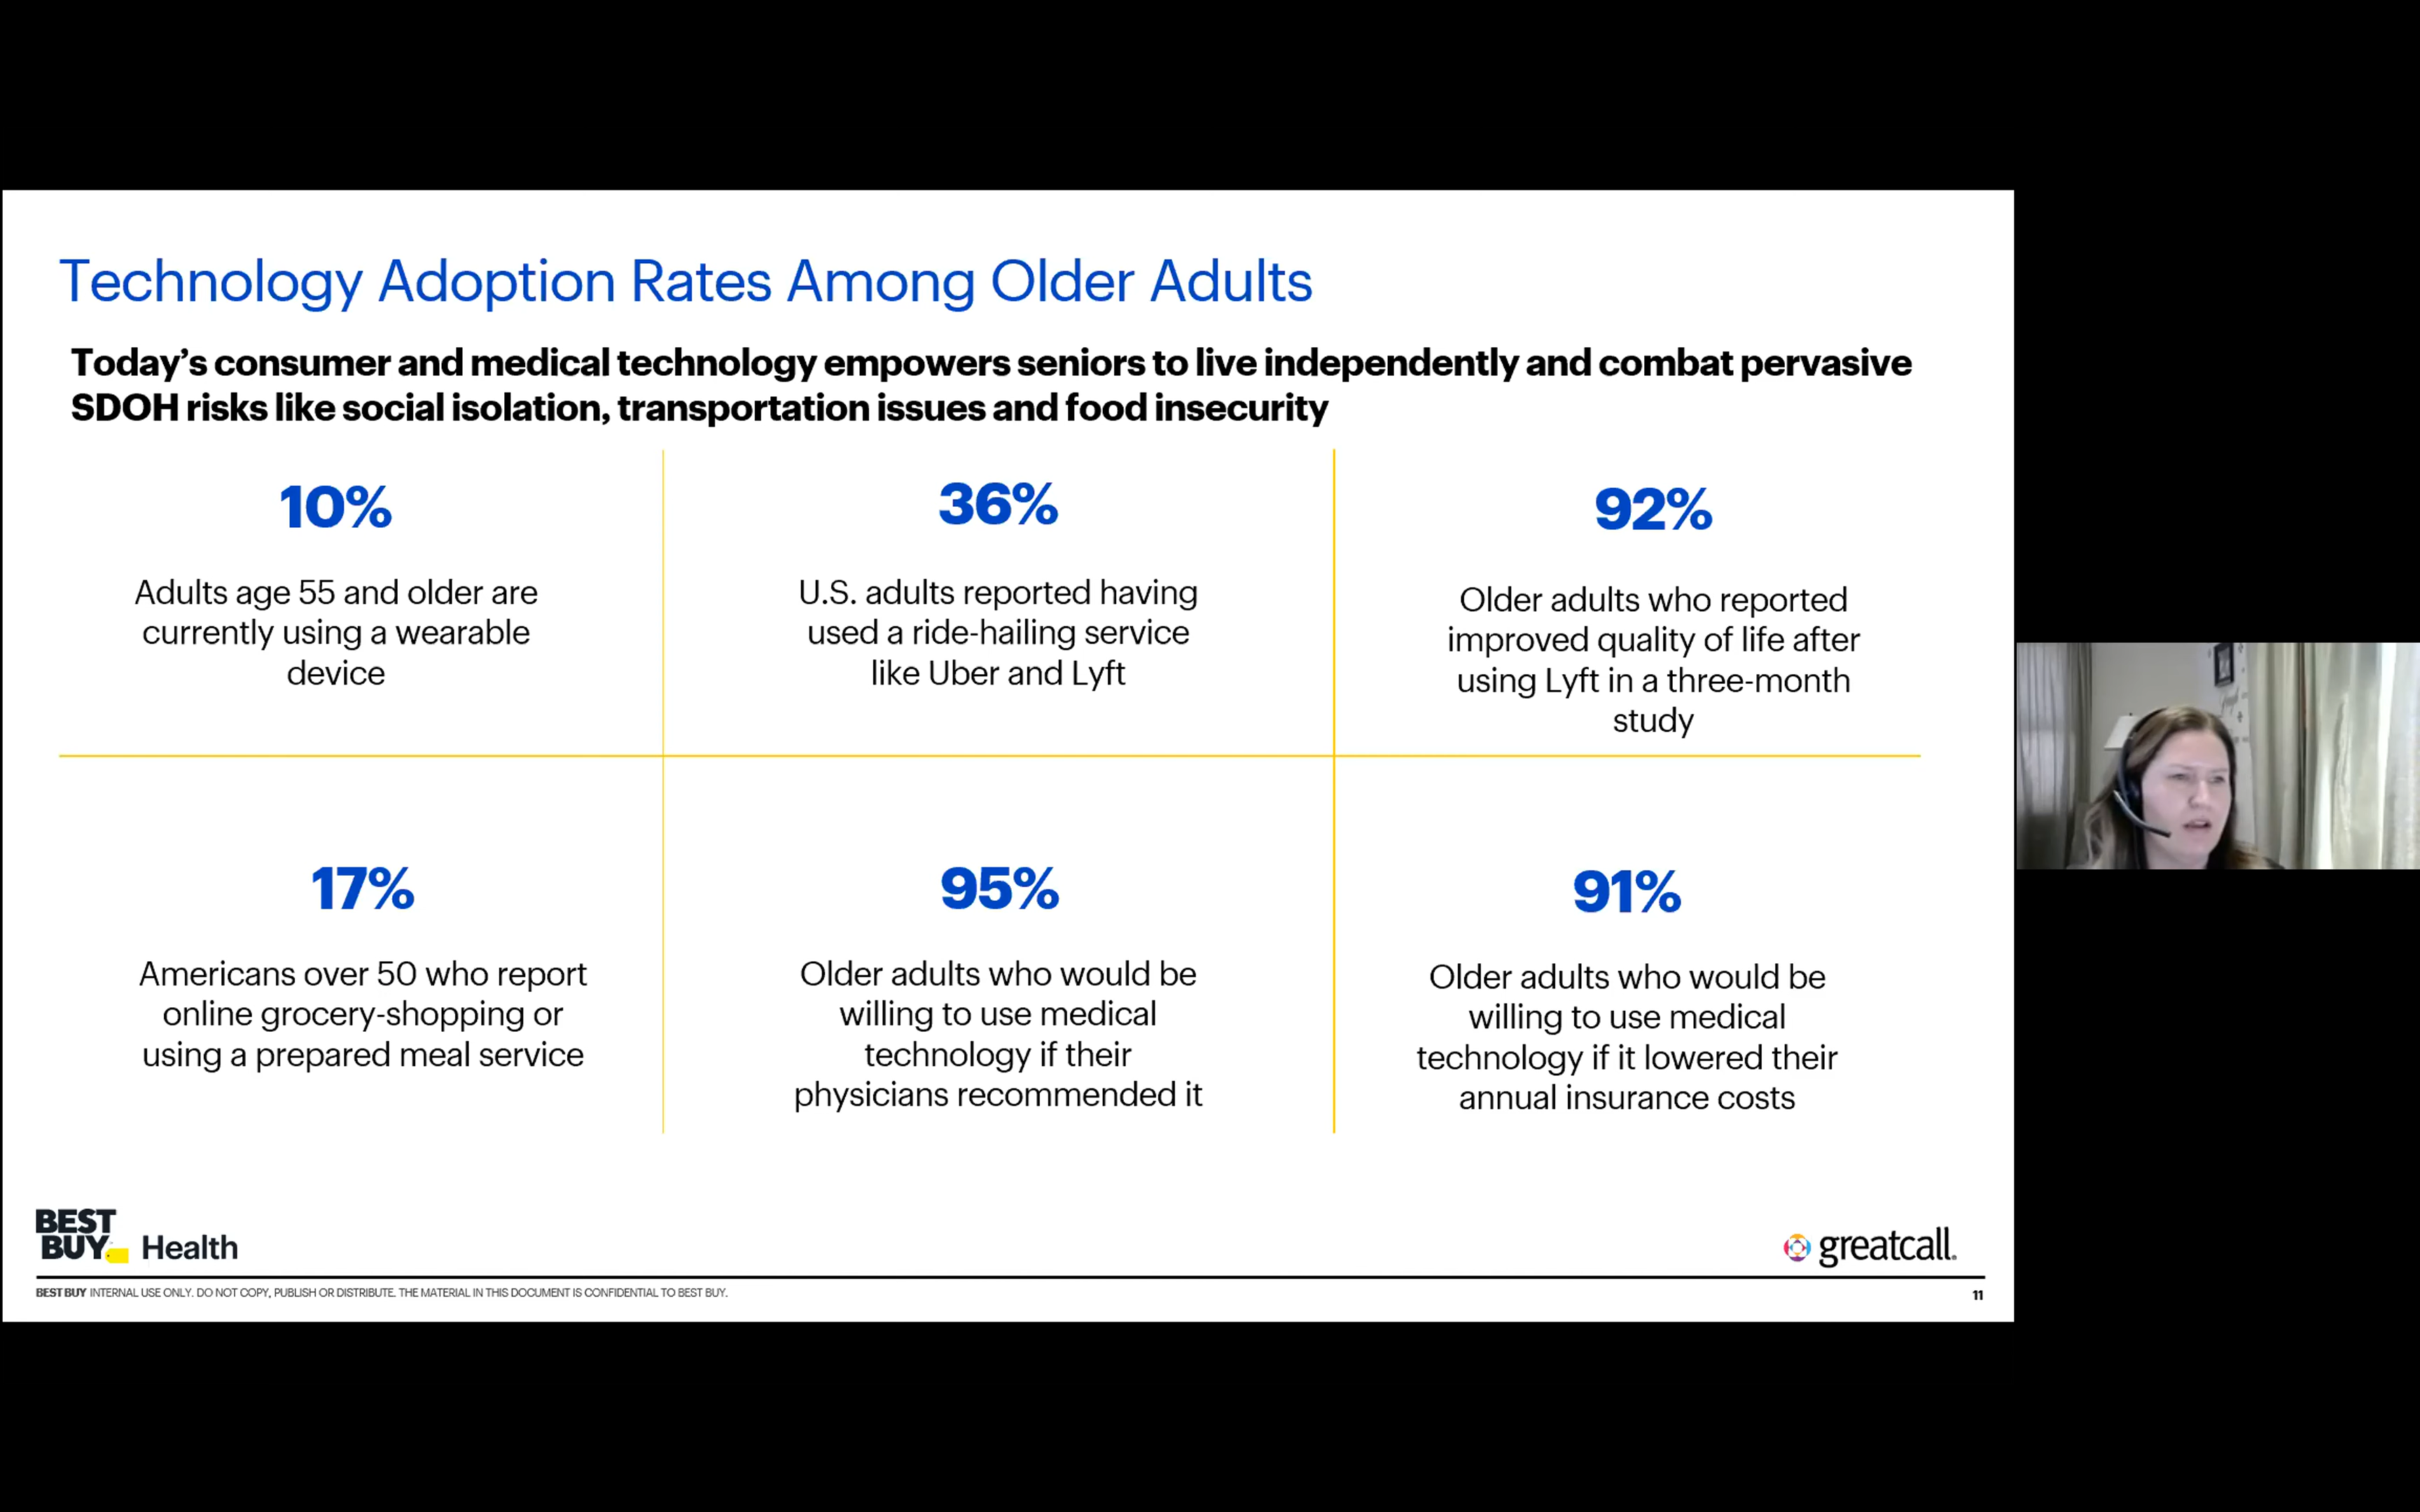 Technology Adoption Rates Among Older Adults
Today's consumer and medical technology empowers seniors to live independently and combat pervasive
SDOH risks like social isolation, transportation issues and food insecurity
10%
Adults age 55 and older are
currently using a wearable
device
36%
U.S. adults reported having
used a ride-hailing service
like Uber and Lyft
92%
Older adults who reported
improved quality of life after
using Lyft in a three-month
study
17%
Americans over 50 who report
online grocery-shopping or
using a prepared meal service
95%
Older adults who would be
willing to use medical
technology if their
physicians recommended it
91%
Older adults who would be
willing to use medical
technology if it lowered their
annual insurance costs
BEST
BUY Health
greatcall.
BEST BUY INTERNAL USE ONLY. DO NOT COPY, PUBLISH OR DISTRIBUTE. THE MATERIAL IN THIS DOCUMENT IS CONFIDENTIAL TO BEST BUY.
11